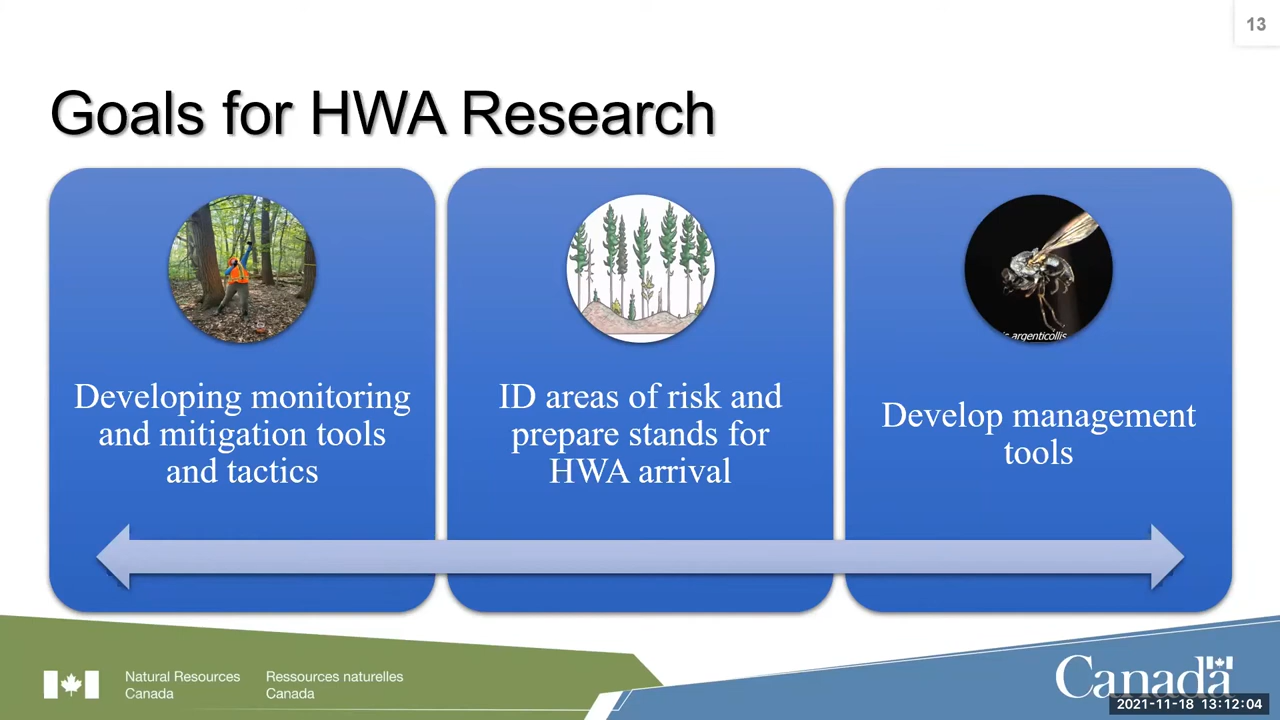 13
Goals for HWA Research
Developing monitoring
and mitigation tools
and tactics
ID areas of risk and
prepare stands for
HWA arrival
argenticollis
Develop management
tools
Natural Resources
Canada
Ressources naturelles
Canada
Canada
2021-11-18 13:12:04